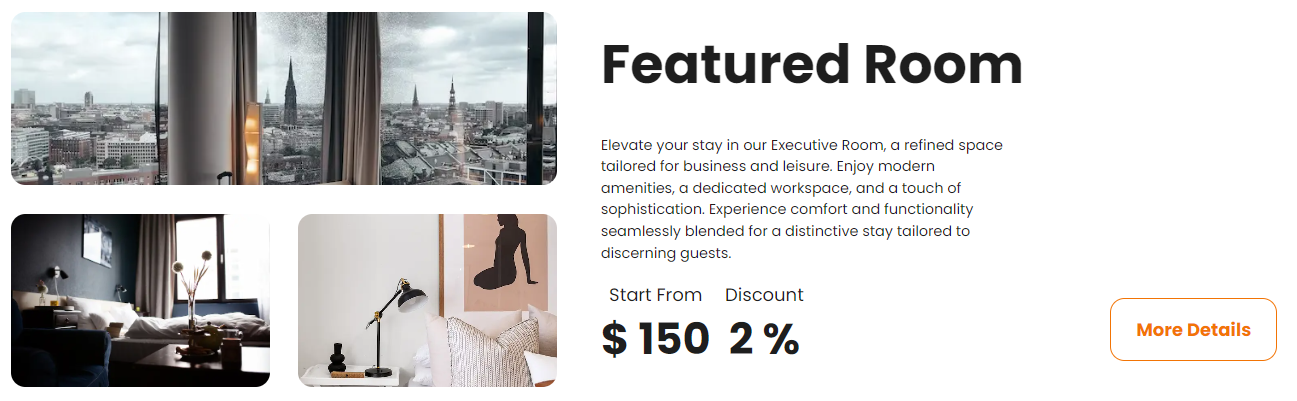 Featured Room
Elevate your stay in our Executive Room, a refined space
tailored for business and leisure. Enjoy modern
amenities, a dedicated workspace, and a touch of
sophistication. Experience comfort and functionality
seamlessly blended for a distinctive stay tailored to
discerning guests.
Start From Discount
$ 150 2 %
More Details